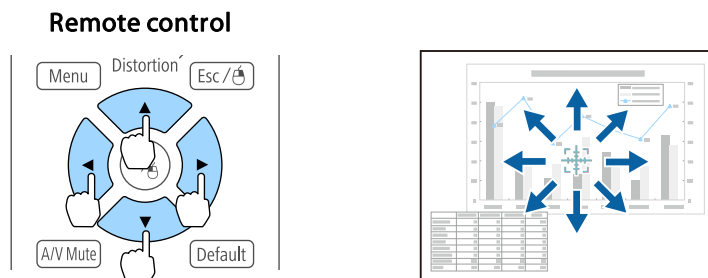 Remote control
Distortion
Menu
Esc /
A/V Mute
Default